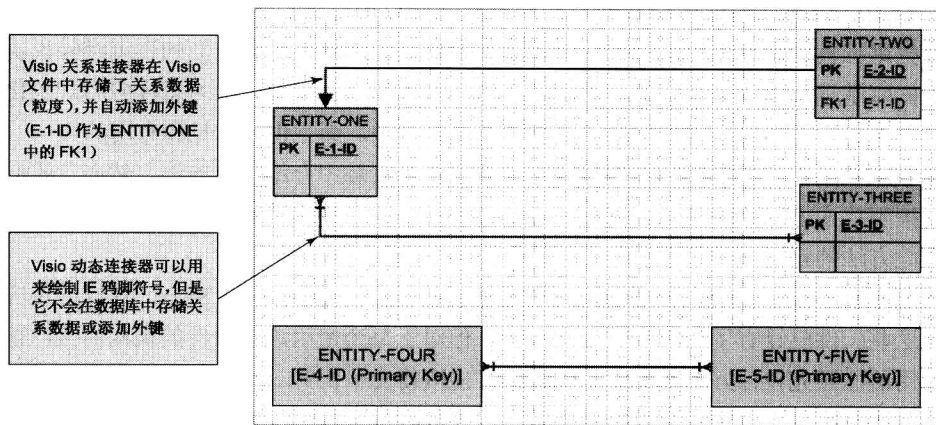 Visio 关系连接器在 Visio
文件中存储了关系数据
（粒度），并自动添加外键
（E-1-ID 作为 ENTITY-ONE
中的 FK1）
ENTITY-TWO
PK E-2-ID
FK1 E-1-ID
ENTITY-ONE
PK E-1-ID
ENTITY-THREE
PK E-3-ID
Visio 动态连接器可以用
来绘制 IE 鸦脚符号，但是
它不会在数据库中存储关
系数据或添加外键
ENTITY-FOUR
[E-4-ID (Primary Key)]
ENTITY-FIVE
[E-5-ID (Primary Key)]